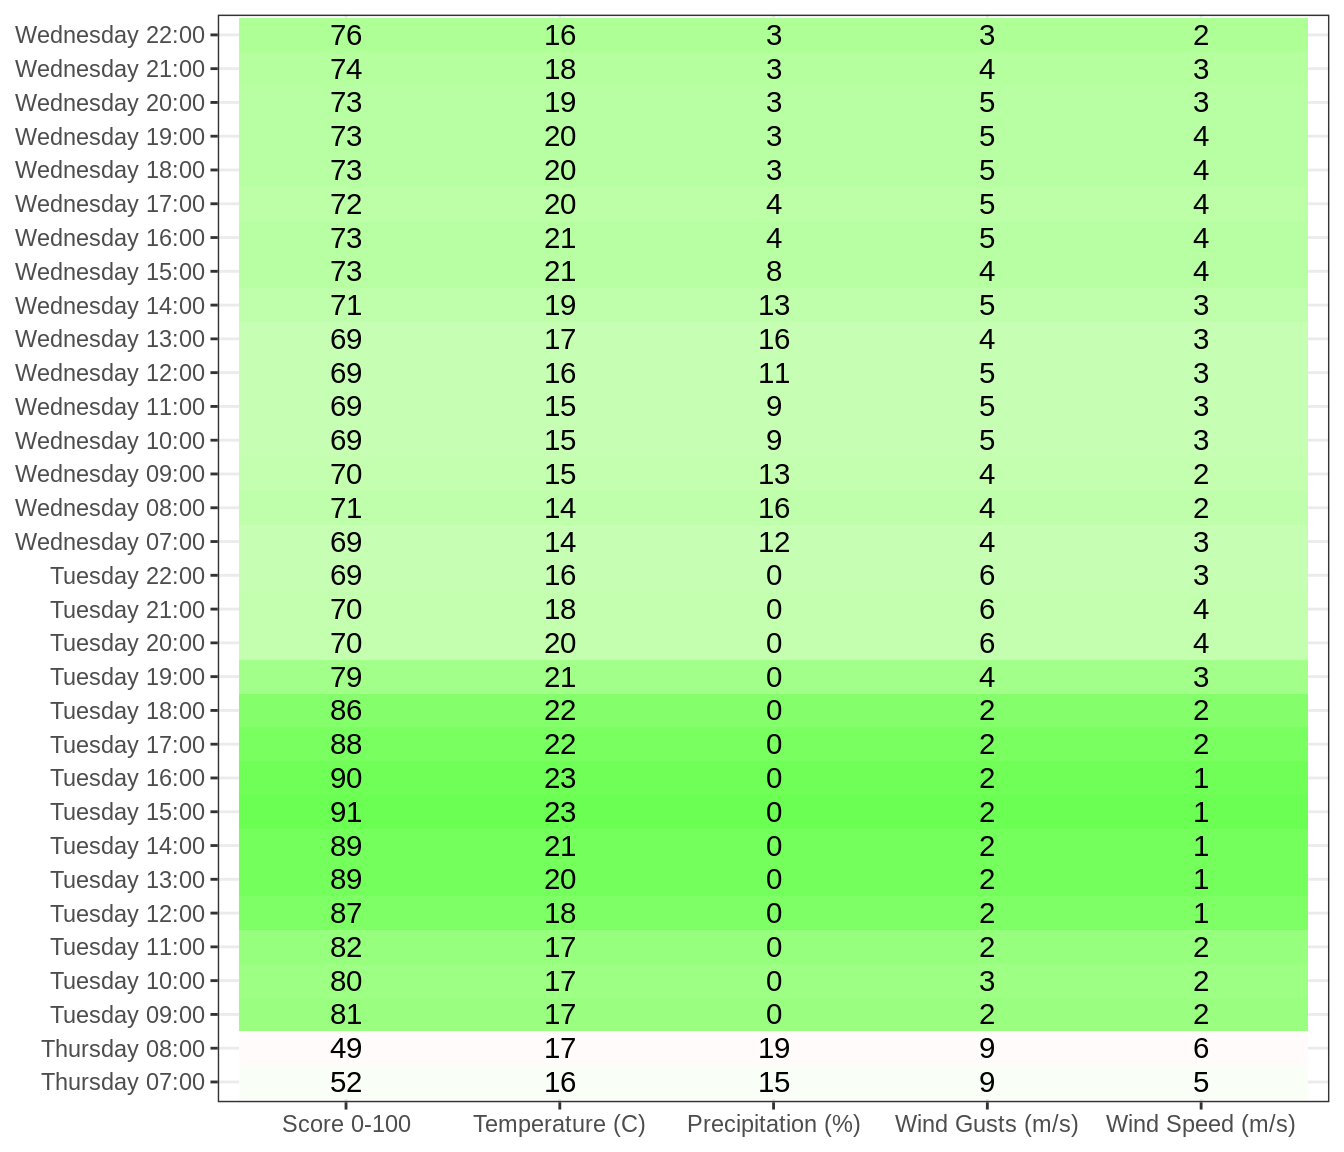 Wednesday 22:00 76 16 3 3 2
Wednesday 21:00 74 18 3 4 3
Wednesday 20:00 73 19 3 5 3
Wednesday 19:00 73 20 3 5 4
Wednesday 18:00 73 20 3 5 4
Wednesday 17:00 72 20 4 5 4
Wednesday 16:00 73 21 4 5 4
Wednesday 15:00 73 21 8 4 4
Wednesday 14:00 71 19 13 5 3
Wednesday 13:00 69 17 16 4 3
Wednesday 12:00 69 16 11 5 3
Wednesday 11:00 69 15 9 5 3
Wednesday 10:00 69 15 9 5 3
Wednesday 09:00 70 15 13 4 2
Wednesday 08:00 71 14 16 4 2
Wednesday 07:00 69 14 12 4 3
Tuesday 22:00 69 16 0 6 3
Tuesday 21:00 70 18 0 6 4
Tuesday 20:00 70 20 0 6 4
Tuesday 19:00 79 21 0 4 3
Tuesday 18:00 86 22 0 2 2
Tuesday 17:00 88 22 0 2 2
Tuesday 16:00 90 23 0 2 1
Tuesday 15:00 91 23 0 2 1
Tuesday 14:00 89 21 0 2 1
Tuesday 13:00 89 20 0 2 1
Tuesday 12:00 87 18 0 2 1
Tuesday 11:00 82 17 0 2 2
Tuesday 10:00 80 17 0 3 2
Tuesday 09:00 81 17 0 2 2
Thursday 08:00 49 17 19 9 6
Thursday 07:00 52 16 15 9 5
Score 0-100 Temperature (C) Precipitation (%) Wind Gusts (m/s) Wind Speed (m/s)